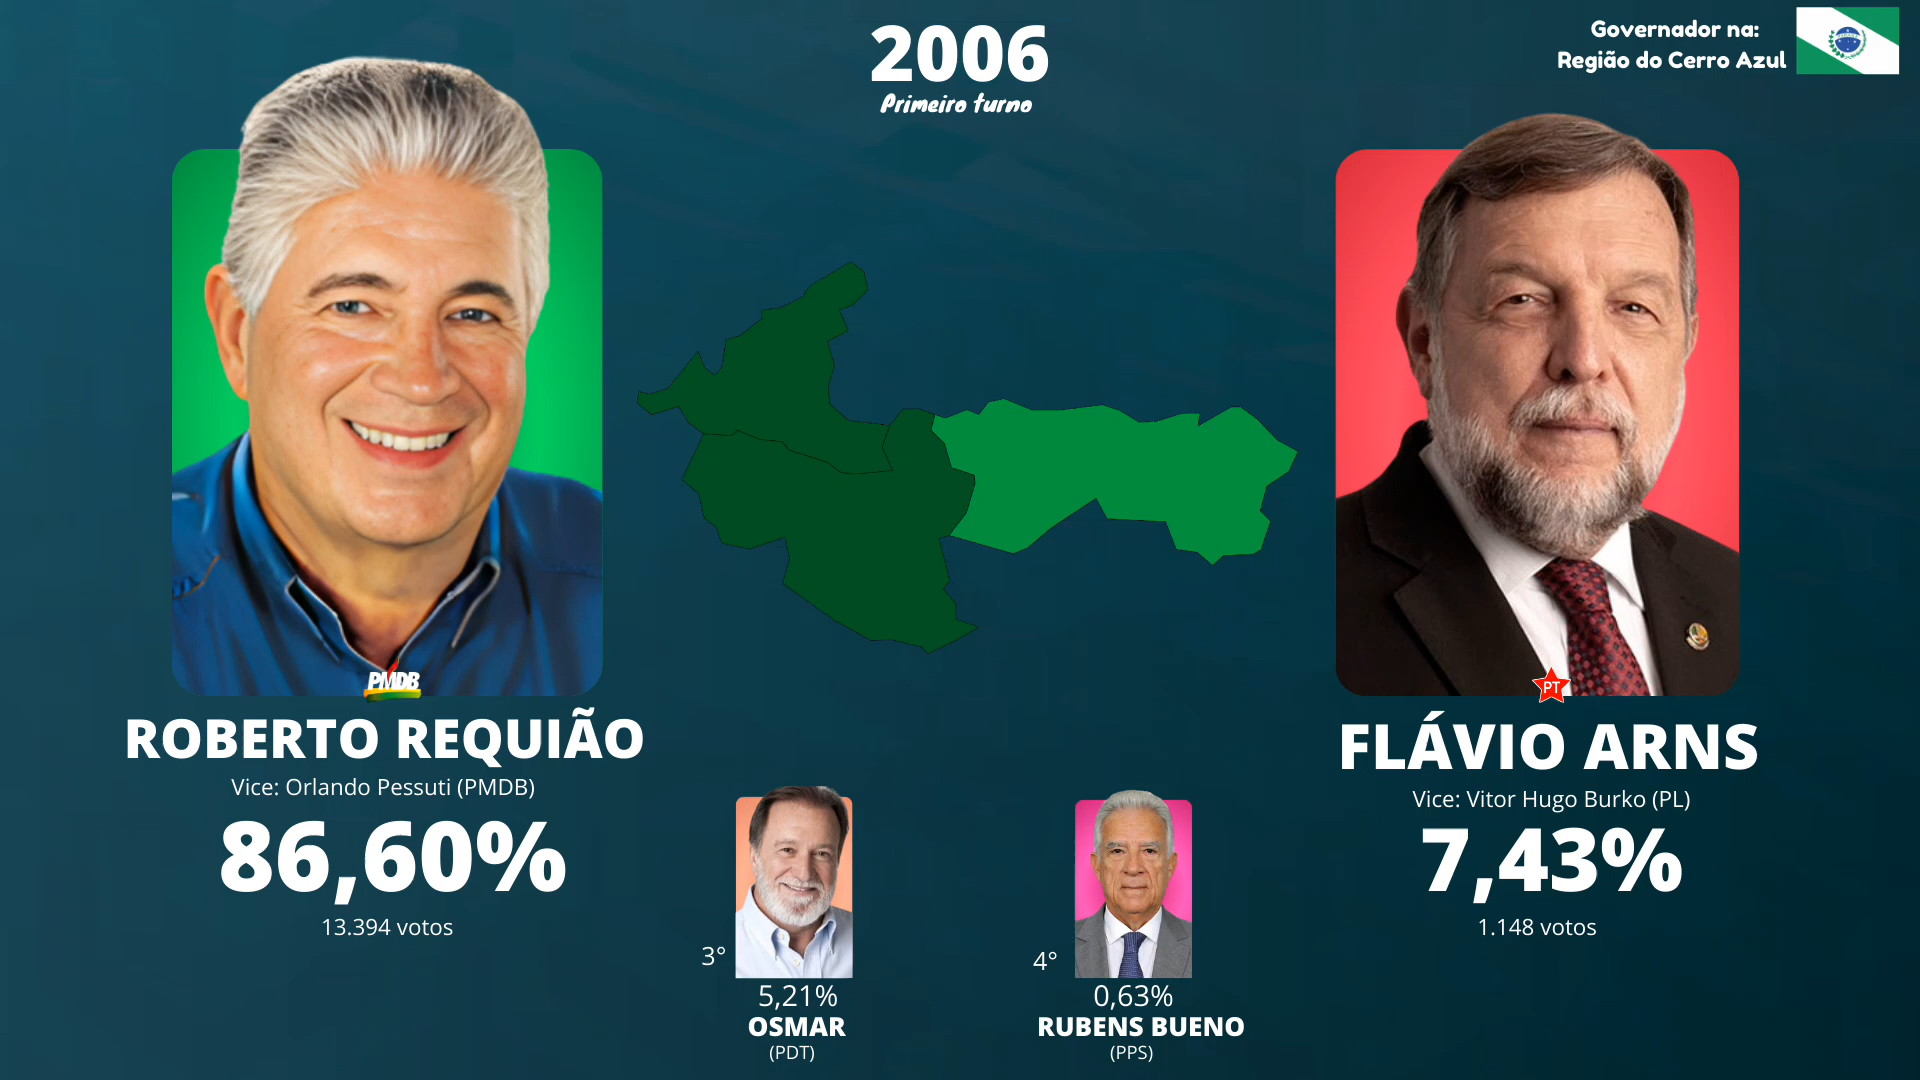 2006
Primeiro turno
Governador na:
Região do Cerro Azul
PMDB
ROBERTO REQUIÃO
Vice: Orlando Pessuti (PMDB)
86,60%
13.394 votos
PT
FLÁVIO ARNS
Vice: Vitor Hugo Burko (PL)
7,43%
1.148 votos
3°
5,21%
OSMAR
(PDT)
4°
0,63%
RUBENS BUENO
(PPS)